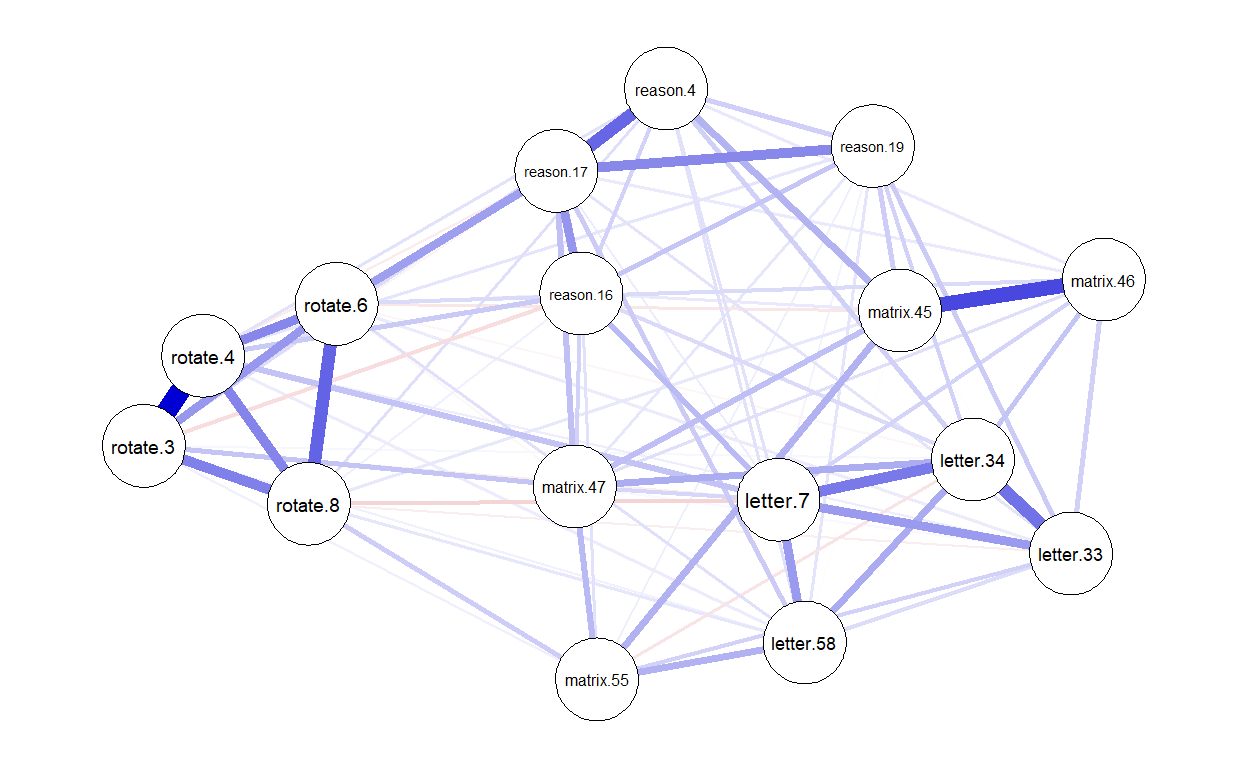 reason.4
reason.19
reason.17
matrix.46
reason.16
rotate.6
matrix.45
rotate.4
rotate.3
letter.34
matrix.47
letter.7
rotate.8
letter.33
letter.58
matrix.55